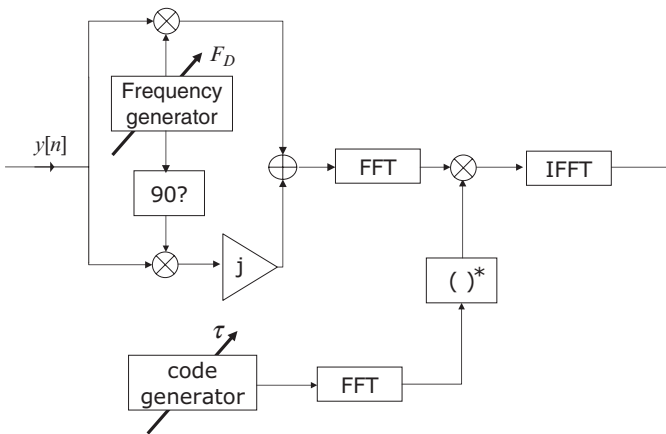 F_D
Frequency
generator
y[n]
90?
FFT
IFFT
j
( )*
τ
code
generator
FFT